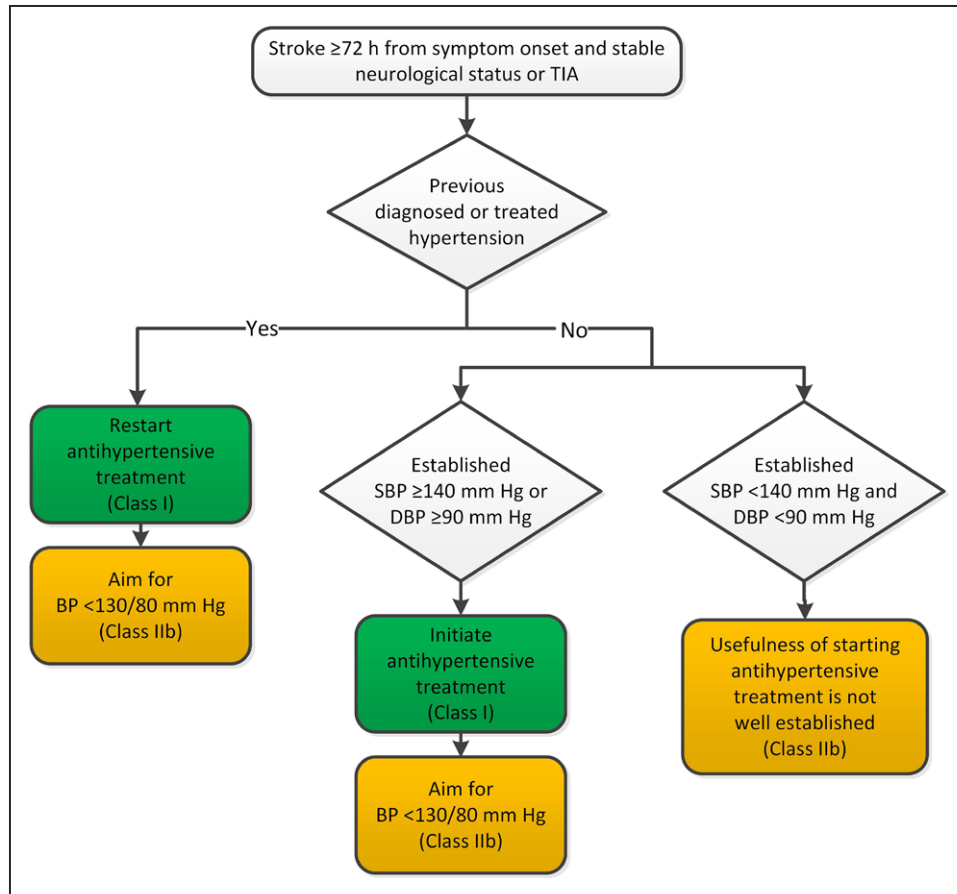 Stroke ≥72 h from symptom onset and stable
neurological status or TIA
Previous
diagnosed or treated
hypertension
Yes
No
Restart
antihypertensive
treatment
(Class I)
Aim for
BP <130/80 mm Hg
(Class IIb)
Established
SBP ≥140 mm Hg or
DBP ≥90 mm Hg
Initiate
antihypertensive
treatment
(Class I)
Aim for
BP <130/80 mm Hg
(Class IIb)
Established
SBP <140 mm Hg and
DBP <90 mm Hg
Usefulness of starting
antihypertensive
treatment is not
well established
(Class IIb)